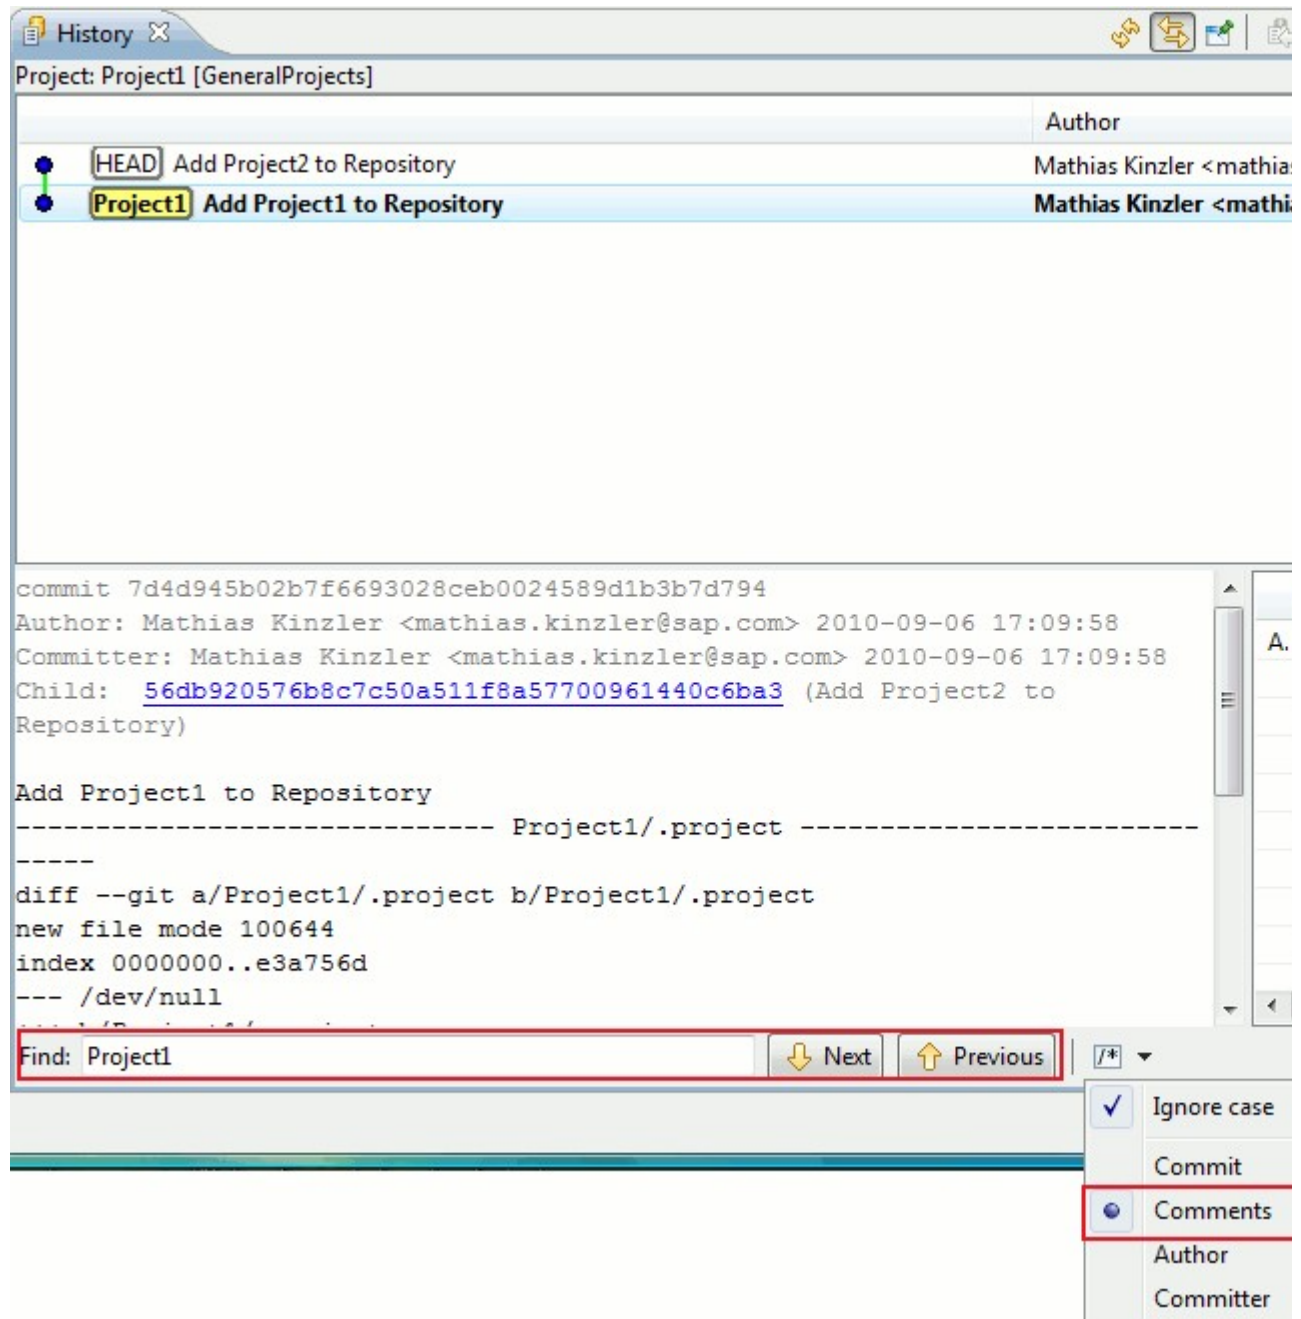 History
Project: Project1 [GeneralProjects]
Author
HEAD Add Project2 to Repository Mathias Kinzler <mathias
Project1 Add Project1 to Repository Mathias Kinzler <mathi
commit 7d4d945b02b7f6693028ceb0024589d1b3b7d794
Author: Mathias Kinzler <mathias.kinzler@sap.com> 2010-09-06 17:09:58
Committer: Mathias Kinzler <mathias.kinzler@sap.com> 2010-09-06 17:09:58
Child: 56db920576b8c7c50a511f8a57700961440c6ba3 (Add Project2 to
Repository)
A.
Add Project1 to Repository
------------------------------ Project1/.project -------------------------
-----
diff --git a/Project1/.project b/Project1/.project
new file mode 100644
index 0000000..e3a756d
--- /dev/null
Find: Project1 Next Previous /*
Ignore case
Commit
Comments
Author
Committer